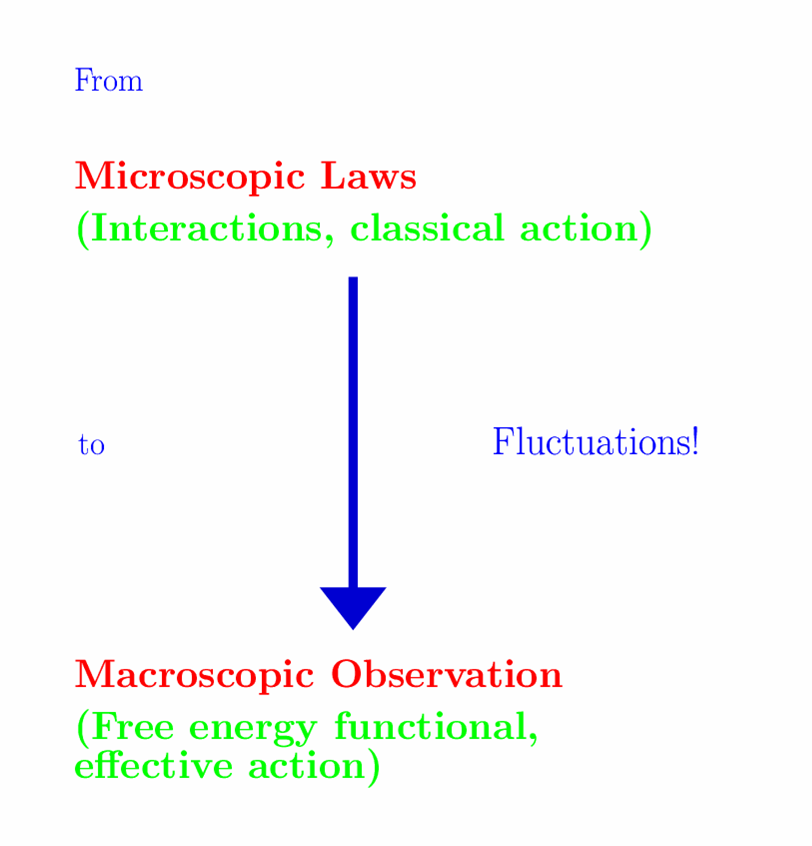 From
Microscopic Laws
(Interactions, classical action)
to
Fluctuations!
Macroscopic Observation
(Free energy functional,
effective action)